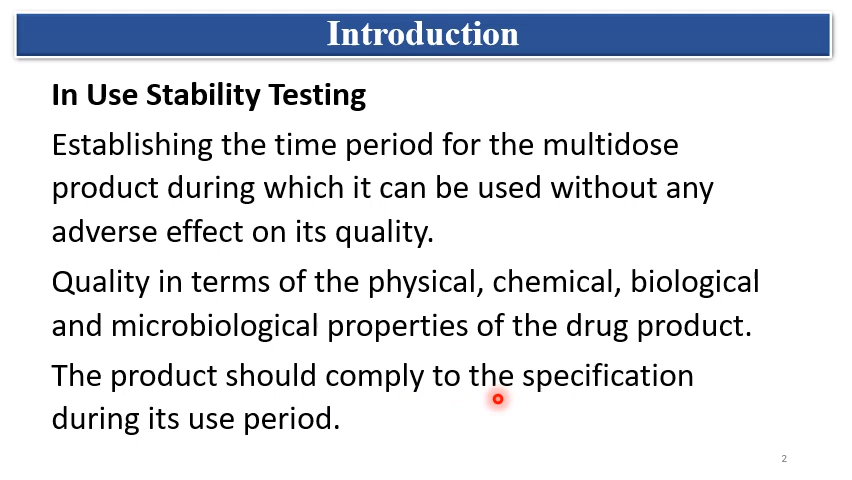 Introduction
In Use Stability Testing
Establishing the time period for the multidose
product during which it can be used without any
adverse effect on its quality.
Quality in terms of the physical, chemical, biological
and microbiological properties of the drug product.
The product should comply to the specification
during its use period.
2